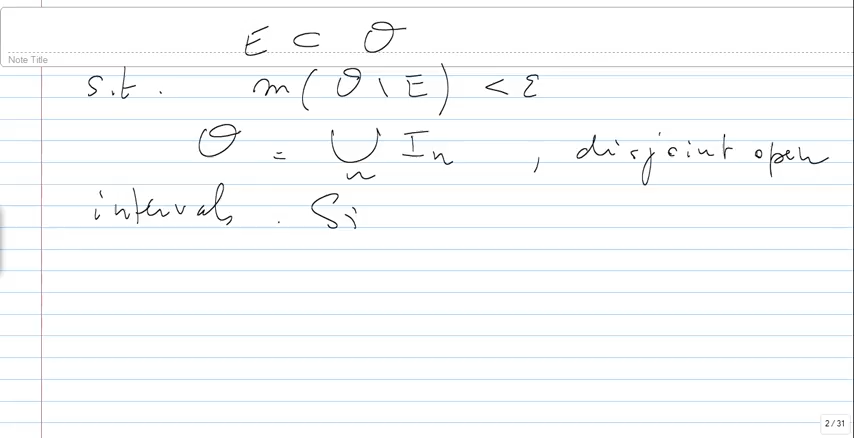 E ⊂ O
Note Title
s.t. m(O \ E) < ε
O = ⋃ₙ Iₙ , disjoint open
intervals. Si
2 / 31